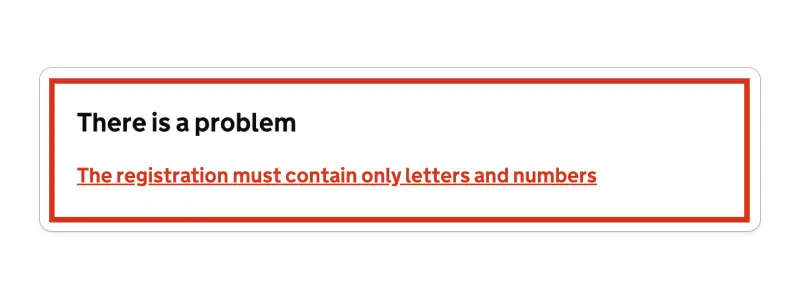 There is a problem
The registration must contain only letters and numbers